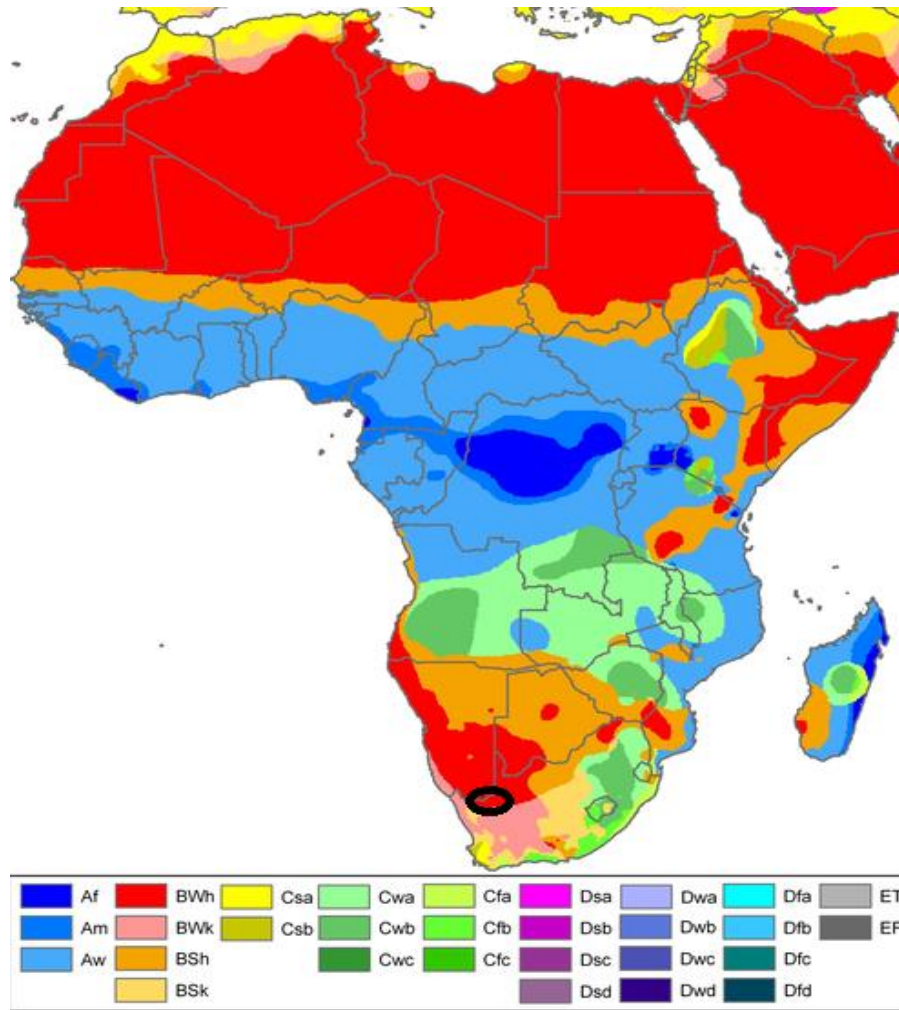 Af BWh Csa Cwa Cfa Dsa Dwa Dfa ET
Am BWk Csb Cwb Cfb Dsb Dwb Dfb EF
Aw BSh Cwc Cfc Dsc Dwc Dfc
BSk Dsd Dwd Dfd